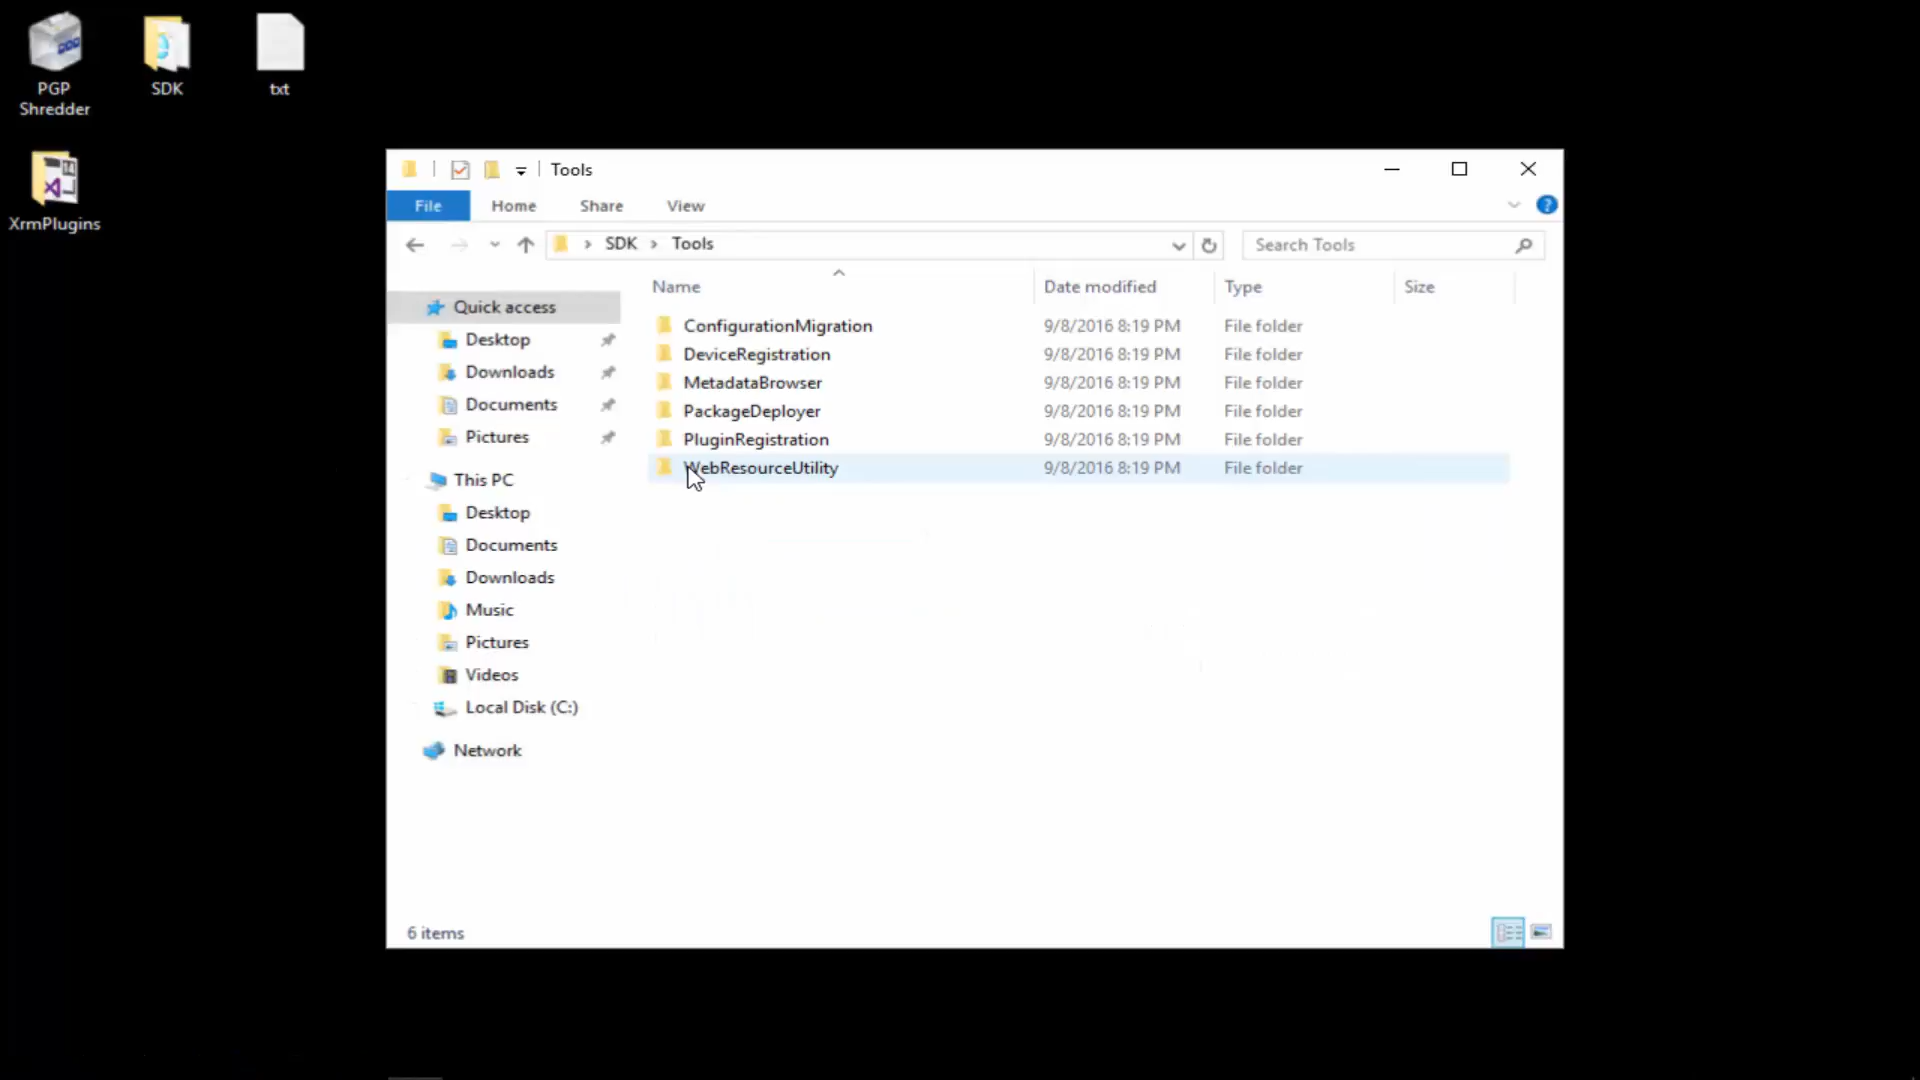 PGP
Shredder
SDK
txt
XrmPlugins
Tools
File
Home
Share
View
SDK
Tools
Search Tools
Name
Date modified
Type
Size
Quick access
Desktop
Downloads
Documents
Pictures
This PC
Desktop
Documents
Downloads
Music
Pictures
Videos
Local Disk (C:)
Network
ConfigurationMigration 9/8/2016 8:19 PM File folder
DeviceRegistration 9/8/2016 8:19 PM File folder
MetadataBrowser 9/8/2016 8:19 PM File folder
PackageDeployer 9/8/2016 8:19 PM File folder
PluginRegistration 9/8/2016 8:19 PM File folder
WebResourceUtility 9/8/2016 8:19 PM File folder
6 items